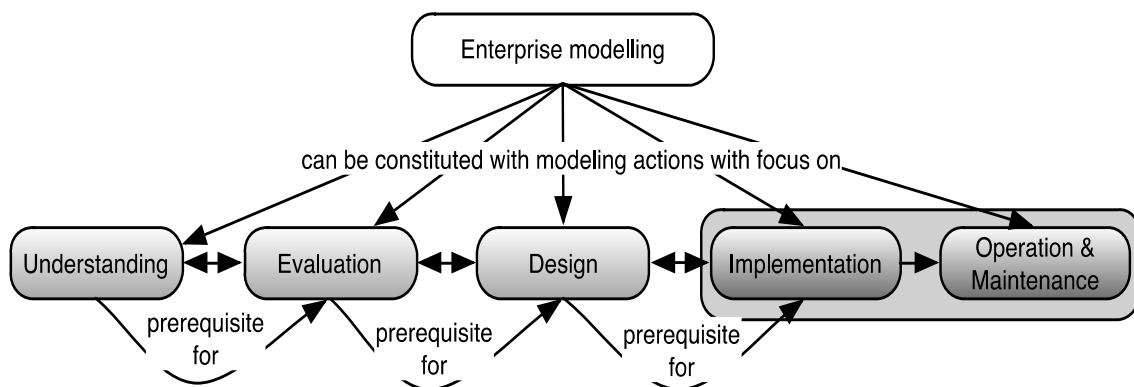 Enterprise modelling
can be constituted with modeling actions with focus on
Understanding
Evaluation
Design
Implementation
Operation &
Maintenance
prerequisite
for
prerequisite
for
prerequisite
for